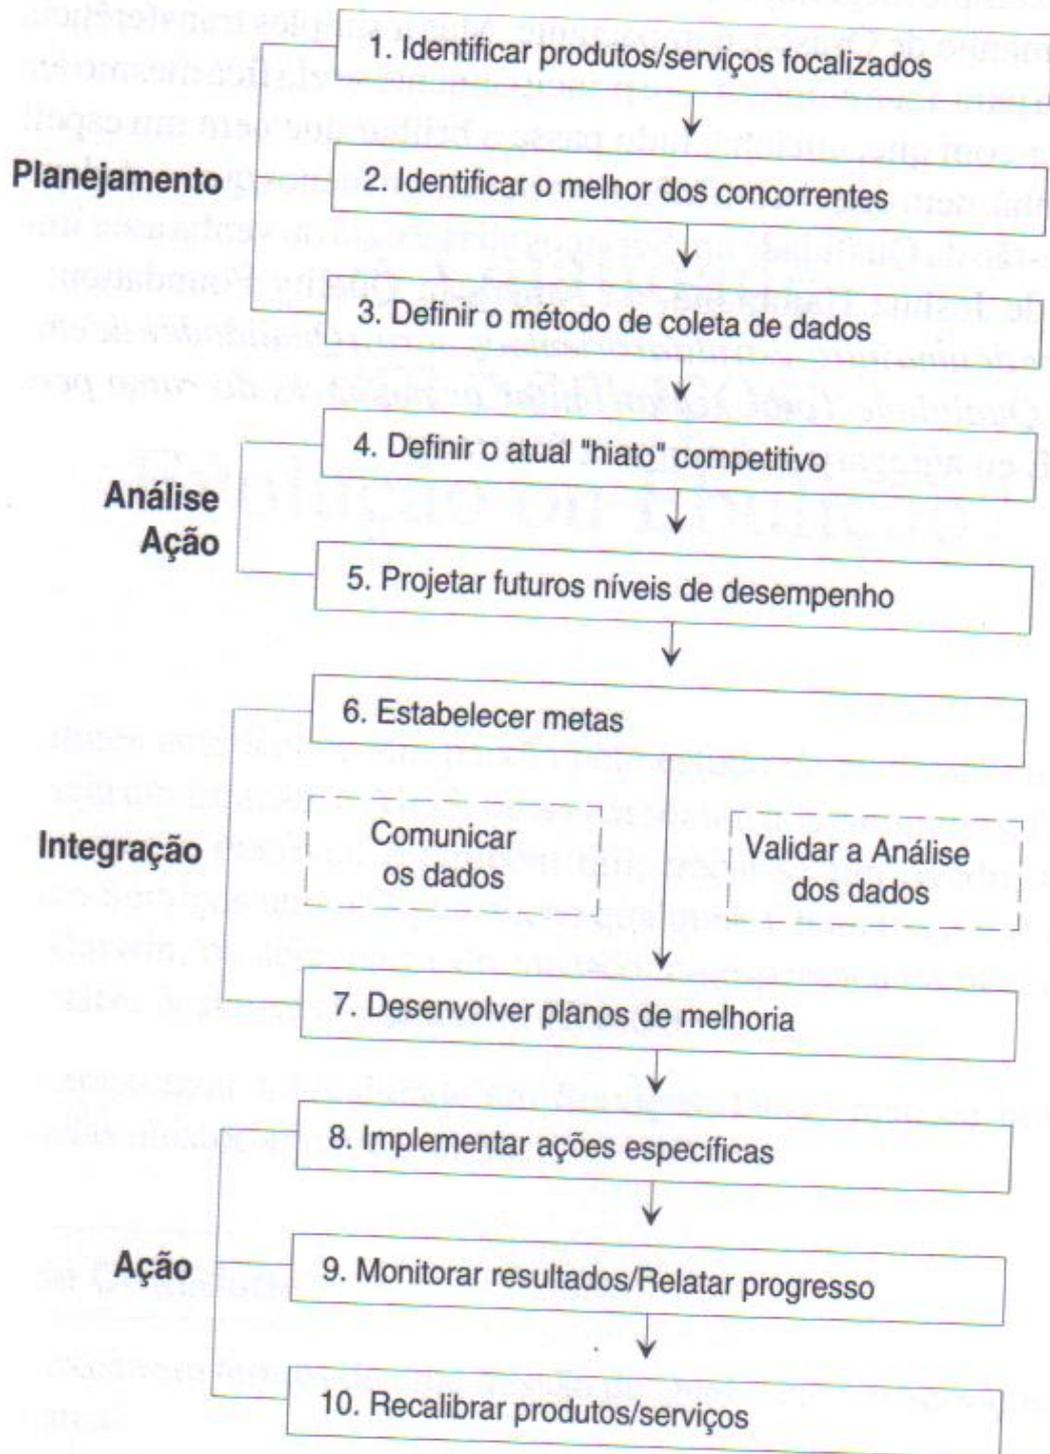 1. Identificar produtos/serviços focalizados
Planejamento
2. Identificar o melhor dos concorrentes
3. Definir o método de coleta de dados
4. Definir o atual "hiato" competitivo
Análise
Ação
5. Projetar futuros níveis de desempenho
6. Estabelecer metas
Integração
Comunicar
os dados
Validar a Análise
dos dados
7. Desenvolver planos de melhoria
8. Implementar ações específicas
Ação
9. Monitorar resultados/Relatar progresso
10. Recalibrar produtos/serviços